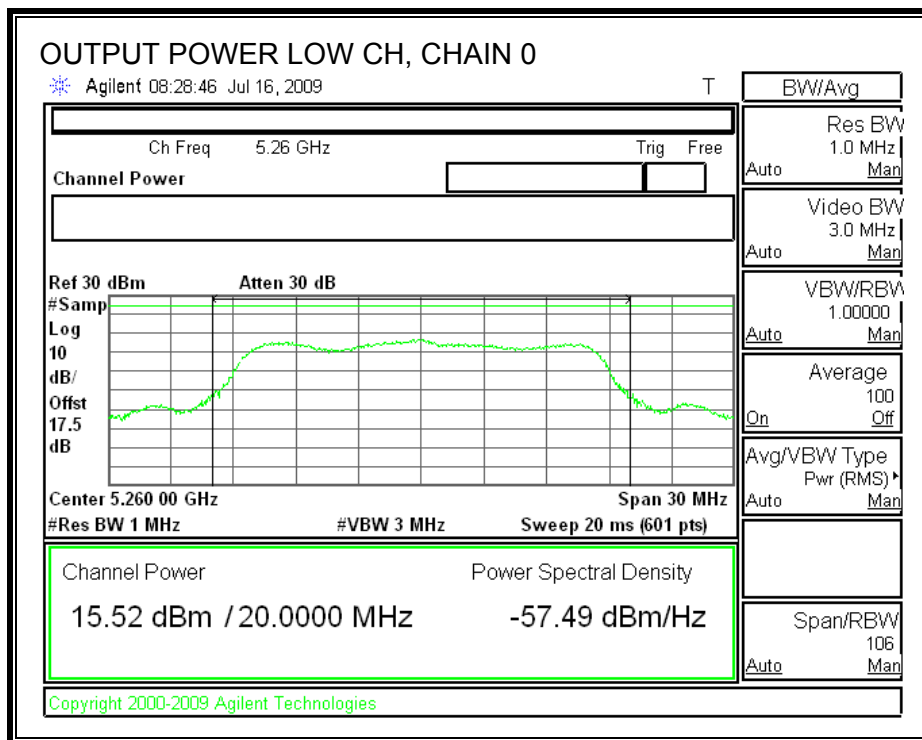 OUTPUT POWER LOW CH, CHAIN 0
Agilent 08:28:46 Jul 16, 2009 T
Ch Freq 5.26 GHz Trig Free
Channel Power
Ref 30 dBm Atten 30 dB
#Samp
Log
10
dB/
Offst
17.5
dB
Center 5.260 00 GHz Span 30 MHz
#Res BW 1 MHz #VBW 3 MHz Sweep 20 ms (601 pts)
Channel Power Power Spectral Density
15.52 dBm / 20.0000 MHz -57.49 dBm/Hz
Copyright 2000-2009 Agilent Technologies
BW/Avg
Res BW
1.0 MHz
Auto Man
Video BW
3.0 MHz
Auto Man
VBW/RBW
1.00000
Auto Man
Average
100
On Off
Avg/VBW Type
Pwr (RMS)
Auto Man
Span/RBW
106
Auto Man